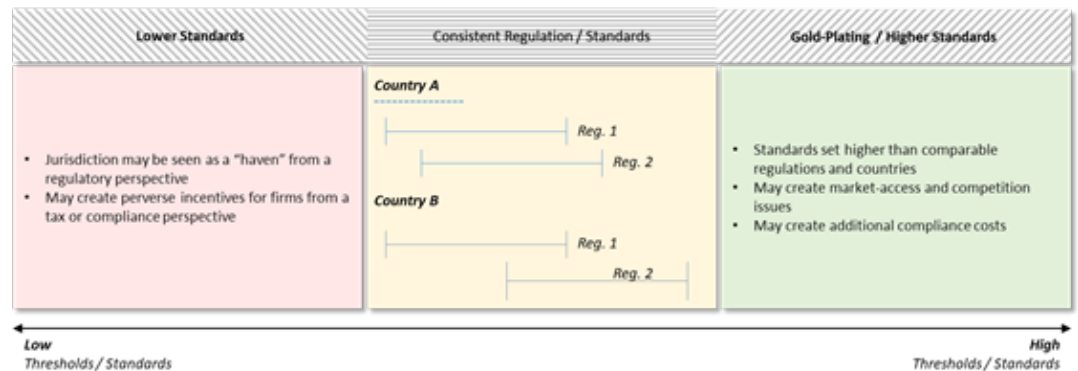 Lower Standards
Consistent Regulation / Standards
Gold-Plating / Higher Standards
• Jurisdiction may be seen as a “haven” from a
regulatory perspective
• May create perverse incentives for firms from a
tax or compliance perspective
Country A
Reg. 1
Reg. 2
Country B
Reg. 1
Reg. 2
• Standards set higher than comparable
regulations and countries
• May create market-access and competition
issues
• May create additional compliance costs
Low
Thresholds / Standards
High
Thresholds / Standards